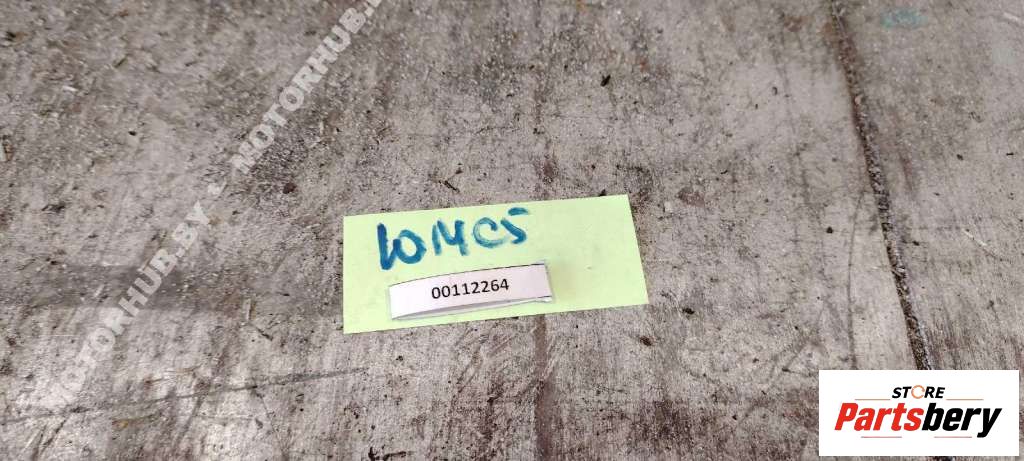 MOTORHUB.BY - MOTORHUB.BY
10MC5
00112264
STORE
Partsbery